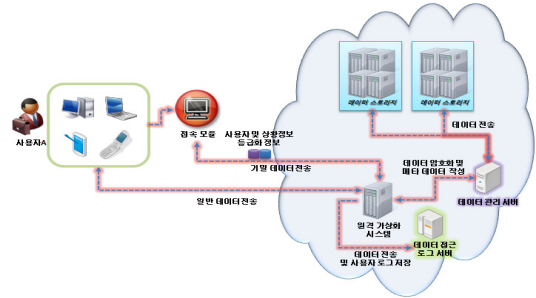 데이터 스토리지
데이터 스토리지
데이터 전송
사용자A
접속 모듈
사용자 및 상황정보
등급화 정보
기밀 데이터 전송
일반 데이터 전송
데이터 암호화 및
메타 데이터 작성
데이터 관리 서버
원격 가상화
시스템
데이터 접근
로그 서버
데이터 전송
및 사용자 로그 저장